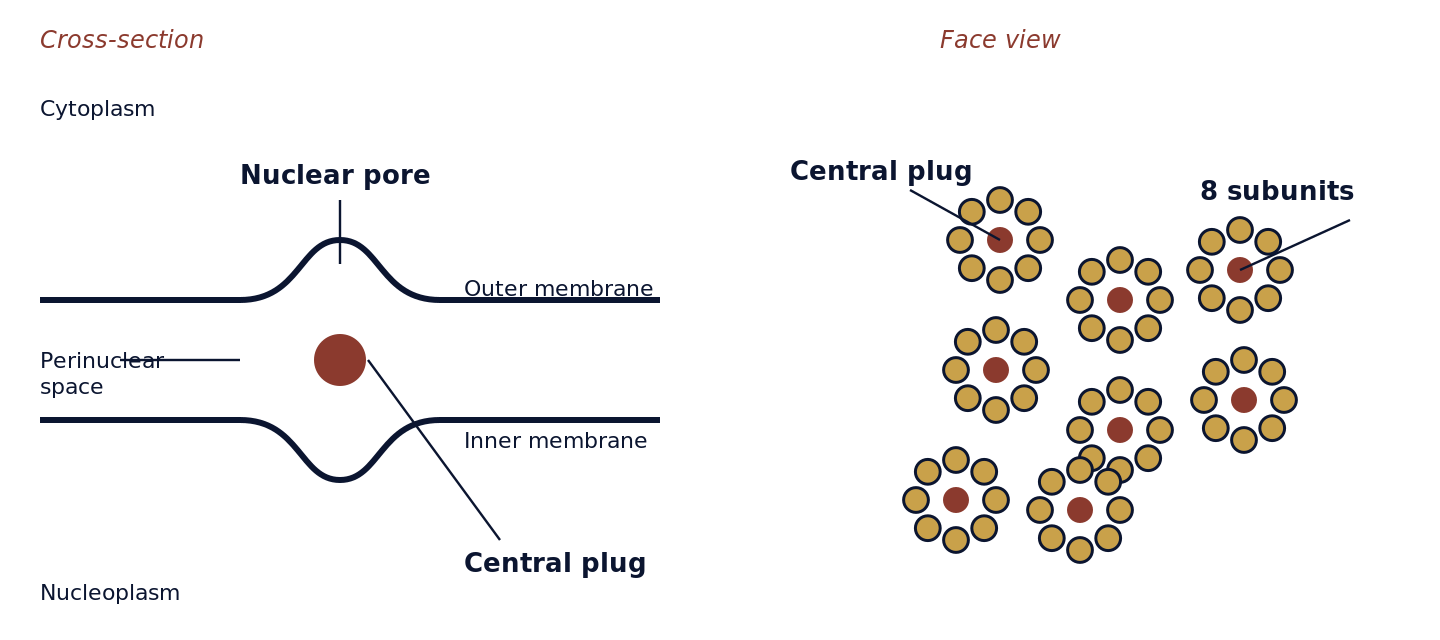 Cross-section
Face view
Cytoplasm
Nuclear pore
Central plug
8 subunits
Outer membrane
Perinuclear
space
Inner membrane
Central plug
Nucleoplasm